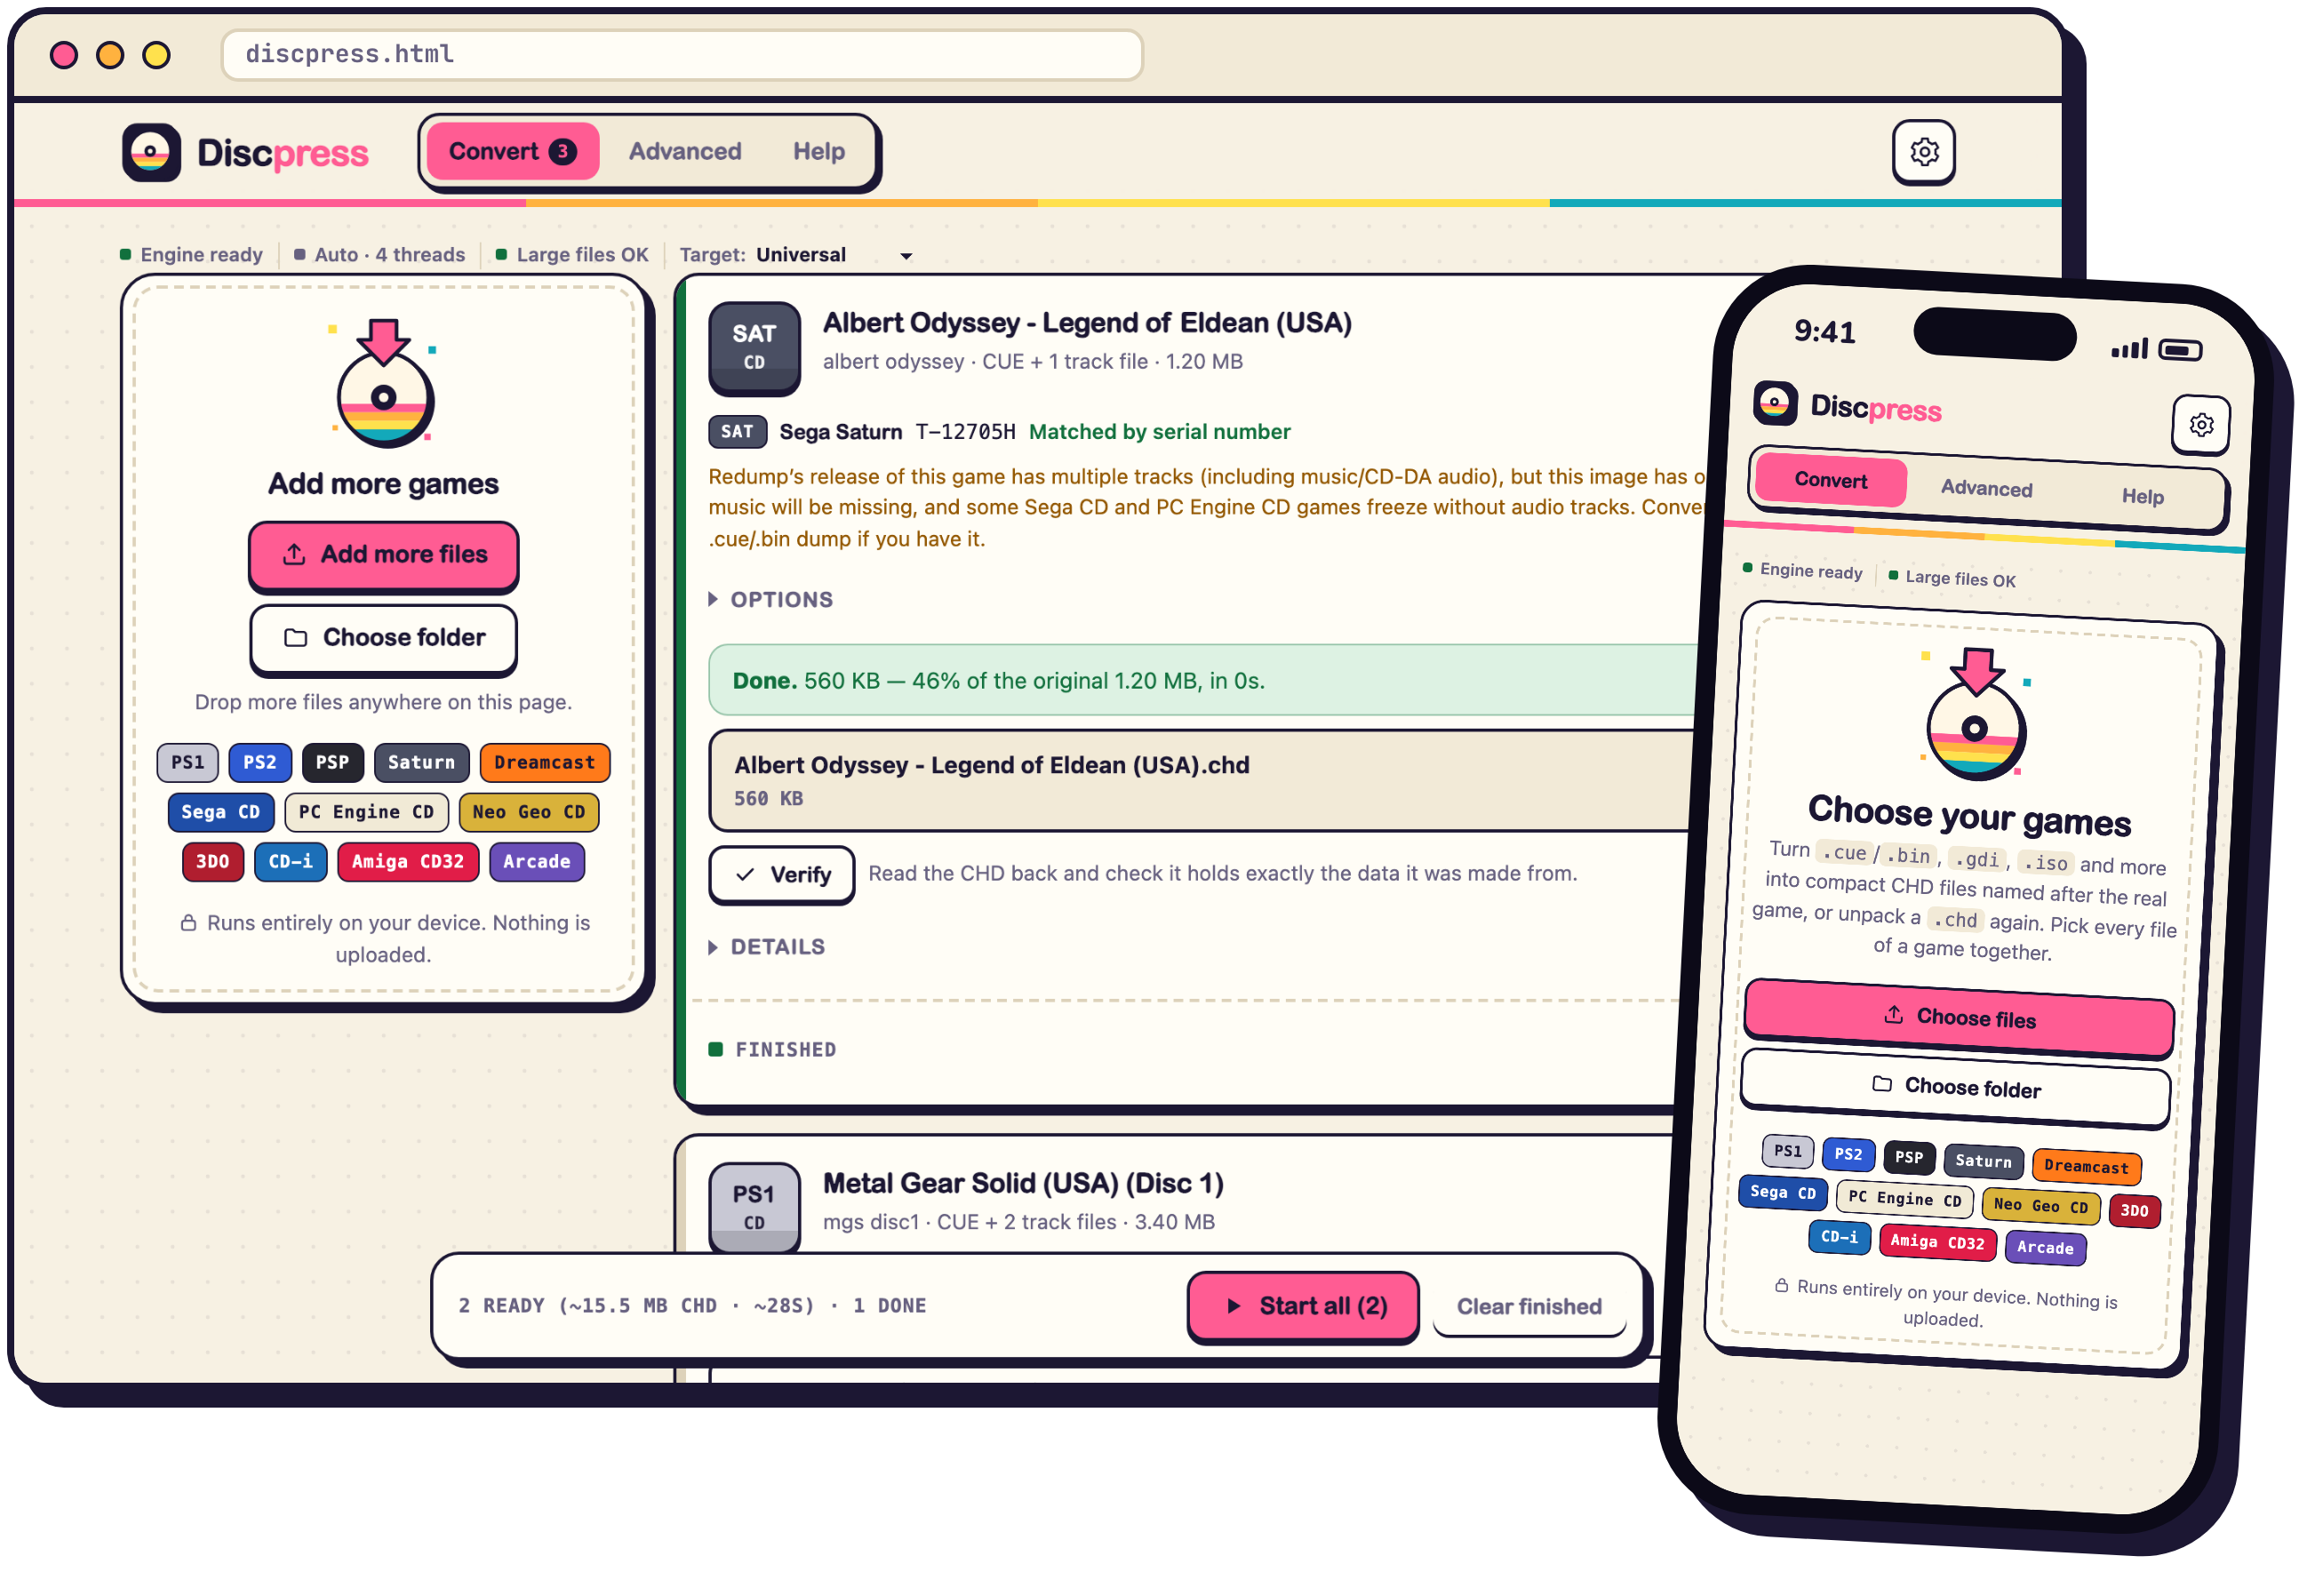 discpress.html
Discpress
Convert 3
Advanced
Help
Engine ready
Auto · 4 threads
Large files OK
Target: Universal
Add more games
Add more files
Choose folder
Drop more files anywhere on this page.
PS1 PS2 PSP Saturn Dreamcast
Sega CD PC Engine CD Neo Geo CD
3DO CD-i Amiga CD32 Arcade
Runs entirely on your device. Nothing is
uploaded.
SAT
CD
Albert Odyssey - Legend of Eldean (USA)
albert odyssey · CUE + 1 track file · 1.20 MB
SAT Sega Saturn T-12705H Matched by serial number
Redump’s release of this game has multiple tracks (including music/CD-DA audio), but this image has
music will be missing, and some Sega CD and PC Engine CD games freeze without audio tracks.
.cue/.bin dump if you have it.
OPTIONS
Done. 560 KB — 46% of the original 1.20 MB, in 0s.
Albert Odyssey - Legend of Eldean (USA).chd
560 KB
Verify
Read the CHD back and check it holds exactly the data it was made from.
DETAILS
FINISHED
PS1
CD
Metal Gear Solid (USA) (Disc 1)
mgs disc1 · CUE + 2 track files · 3.40 MB
2 READY (~15.5 MB CHD · ~28S) · 1 DONE
Start all (2)
Clear finished
9:41
Discpress
Convert
Advanced
Help
Engine ready
Large files OK
Choose your games
Turn .cue/.bin, .gdi, .iso and more
into compact CHD files named after the real
game, or unpack a .chd again. Pick every file
of a game together.
Choose files
Choose folder
PS1 PS2 PSP Saturn Dreamcast
Sega CD PC Engine CD Neo Geo CD 3DO
CD-i Amiga CD32 Arcade
Runs entirely on your device. Nothing is
uploaded.